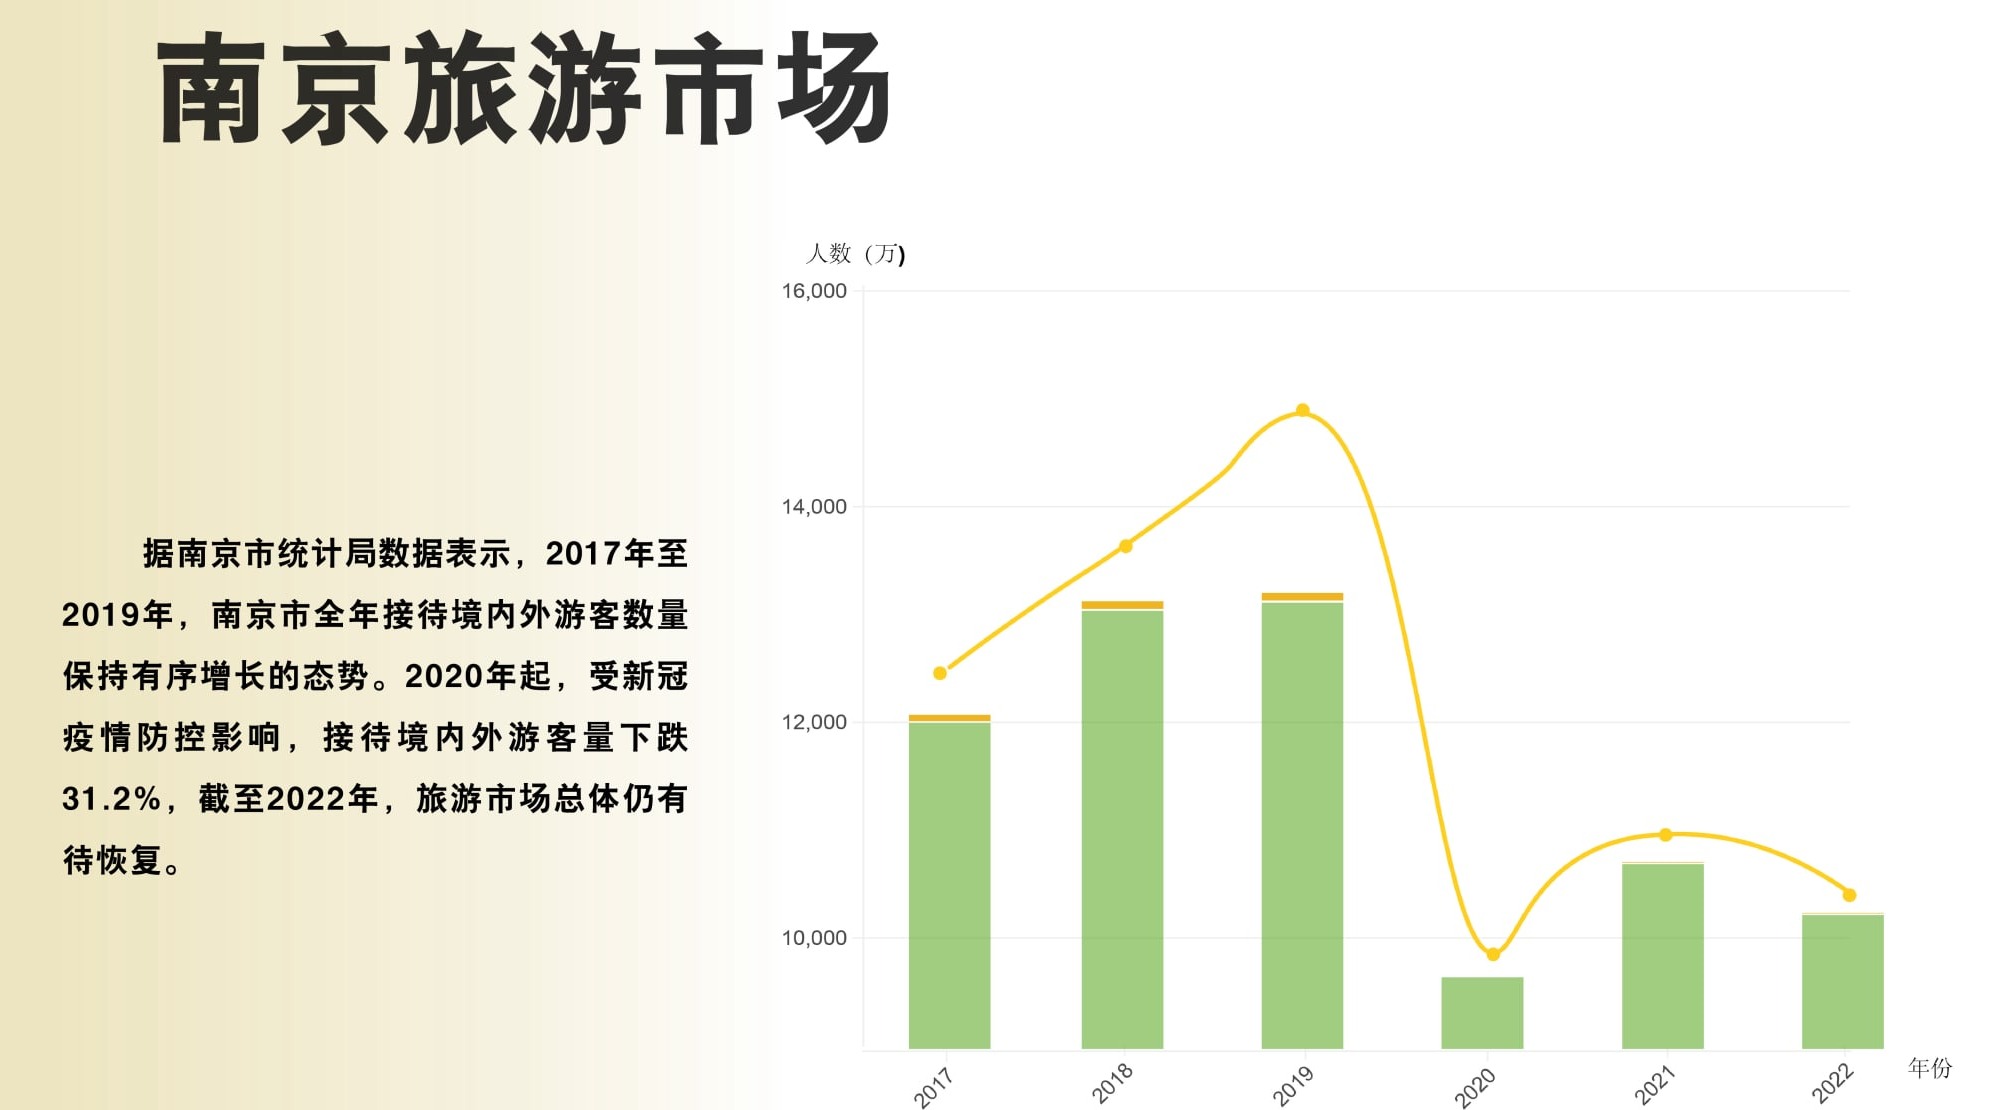 南京旅游市场
人数（万)
16,000
14,000
12,000
10,000
2017
2018
2019
2020
2021
2022
年份
据南京市统计局数据表示，2017年至
2019年，南京市全年接待境内外游客数量
保持有序增长的态势。2020年起，受新冠
疫情防控影响，接待境内外游客量下跌
31.2%，截至2022年，旅游市场总体仍有
待恢复。